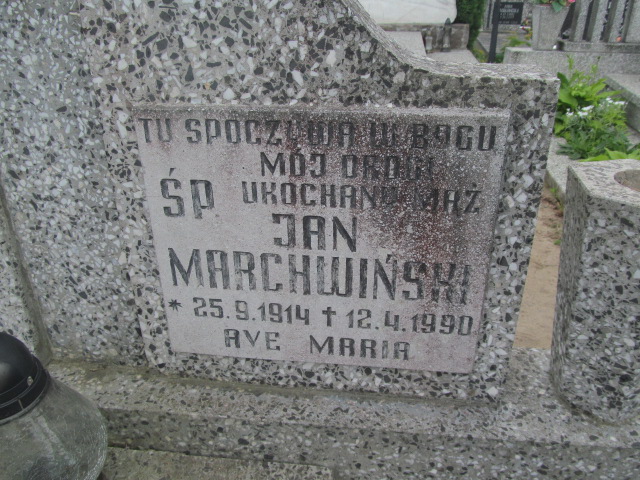 TU SPOCZYWA W BOGU
MÓJ DROGI
ŚP UKOCHANY MĄŻ
JAN
MARCHWIŃSKI
* 25.9.1914 ✝ 12.4.1990
AVE MARIA